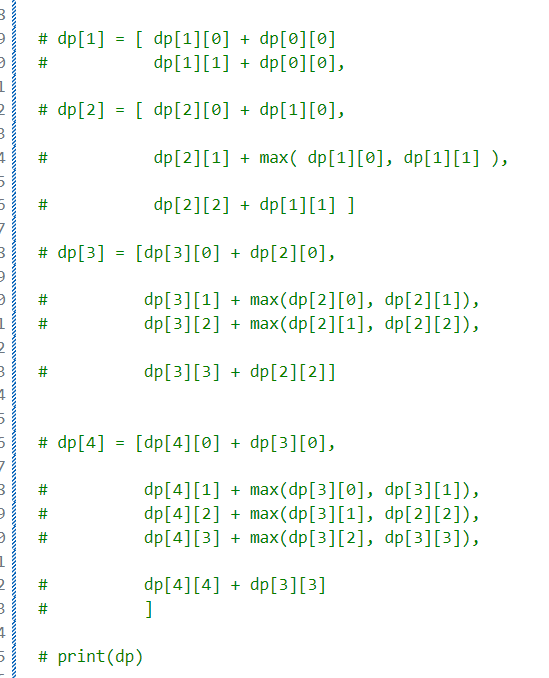 # dp[1] = [ dp[1][0] + dp[0][0]
#           dp[1][1] + dp[0][0],
# dp[2] = [ dp[2][0] + dp[1][0],
#           dp[2][1] + max( dp[1][0], dp[1][1] ),
#           dp[2][2] + dp[1][1] ]
# dp[3] = [dp[3][0] + dp[2][0],
#          dp[3][1] + max(dp[2][0], dp[2][1]),
#          dp[3][2] + max(dp[2][1], dp[2][2]),
#          dp[3][3] + dp[2][2]]
# dp[4] = [dp[4][0] + dp[3][0],
#          dp[4][1] + max(dp[3][0], dp[3][1]),
#          dp[4][2] + max(dp[3][1], dp[2][2]),
#          dp[4][3] + max(dp[3][2], dp[3][3]),
#          dp[4][4] + dp[3][3]
#          ]
# print(dp)